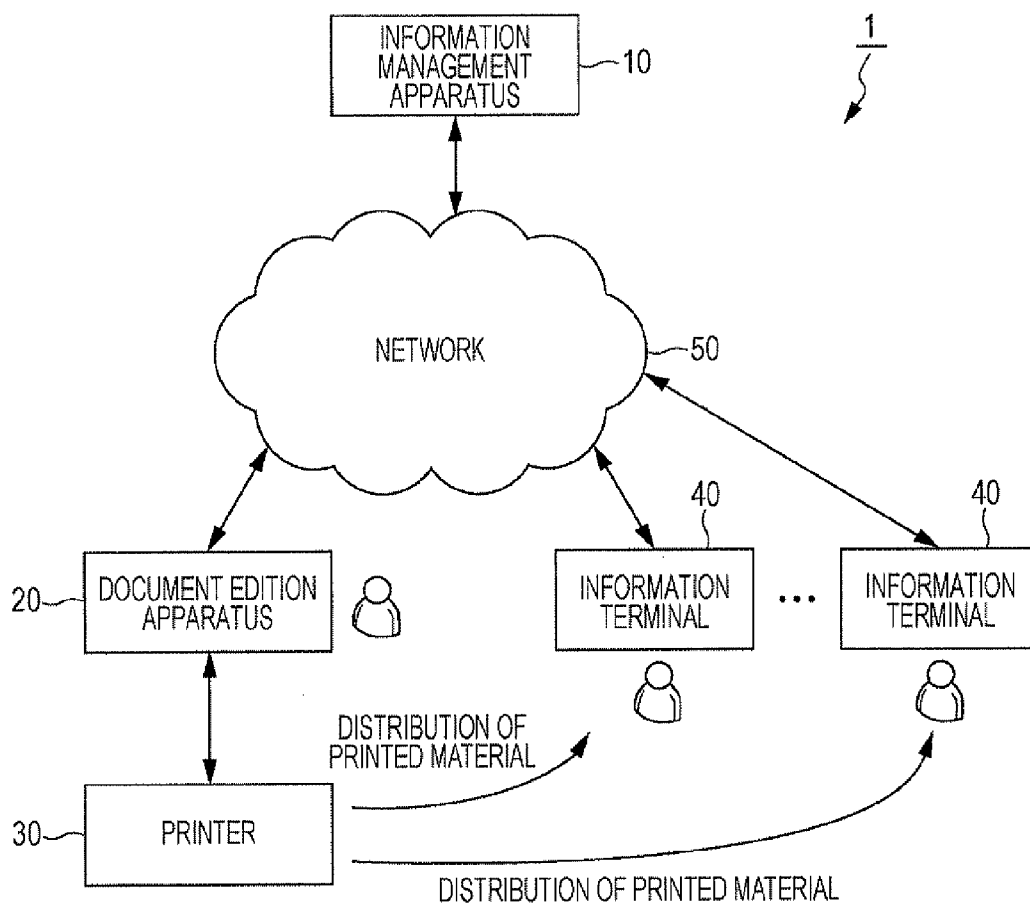 1
INFORMATION
MANAGEMENT
APPARATUS
10
NETWORK
50
40
40
20
DOCUMENT EDITION
APPARATUS
INFORMATION
TERMINAL
...
INFORMATION
TERMINAL
DISTRIBUTION OF
PRINTED MATERIAL
30
PRINTER
DISTRIBUTION OF PRINTED MATERIAL